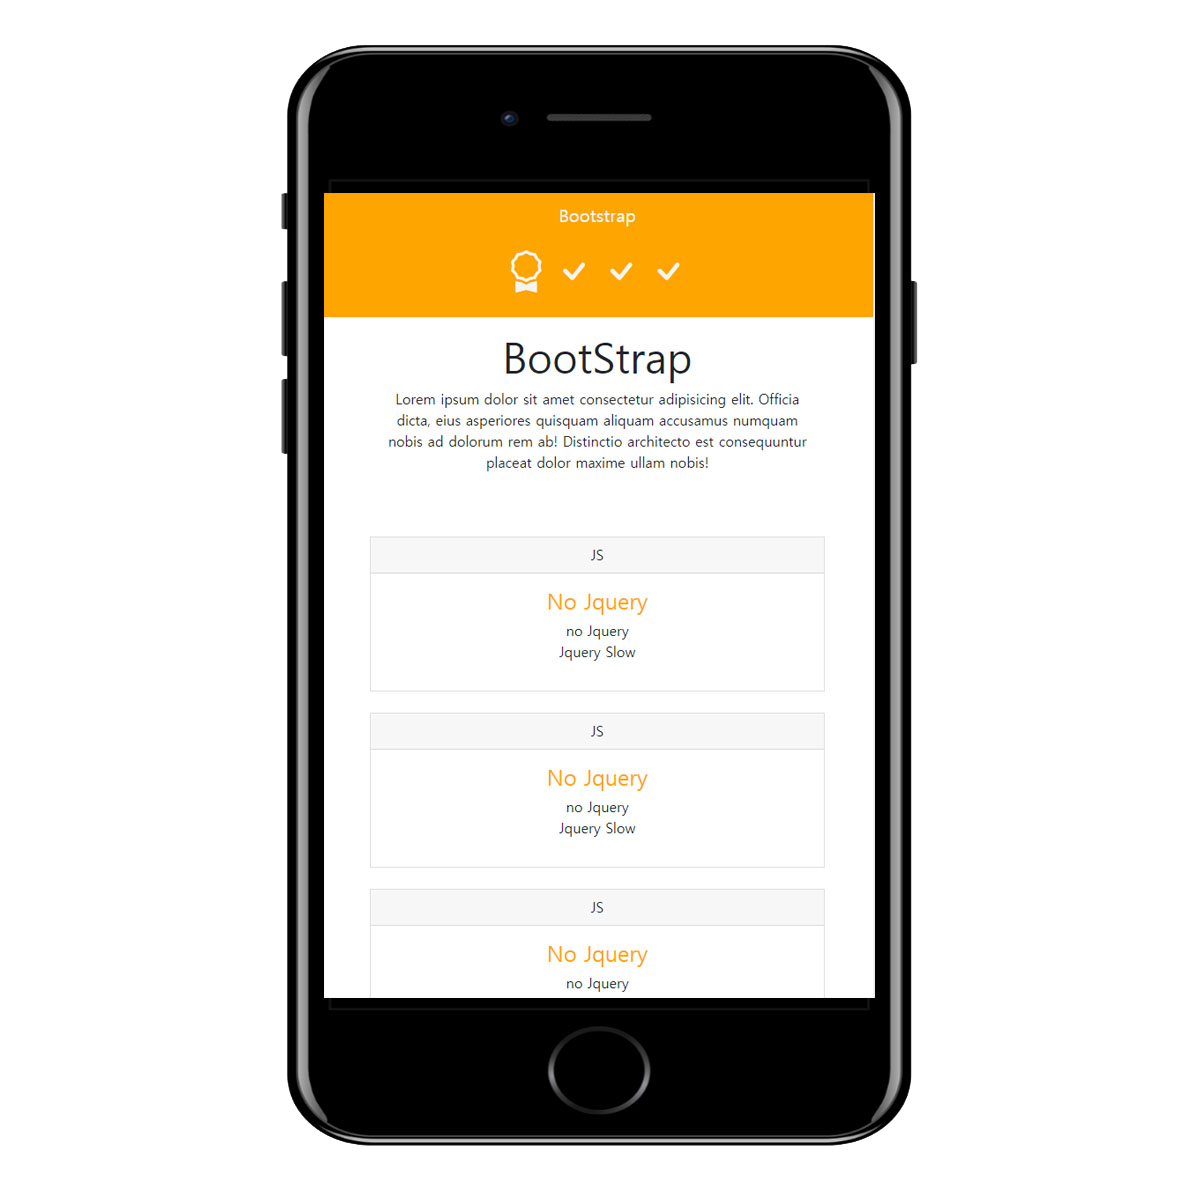 Bootstrap
BootStrap
Lorem ipsum dolor sit amet consectetur adipisicing elit. Officia
dicta, eius asperiores quisquam aliquam accusamus numquam
nobis ad dolorum rem ab! Distinctio architecto est consequuntur
placeat dolor maxime ullam nobis!
JS
No Jquery
no Jquery
Jquery Slow
JS
No Jquery
no Jquery
Jquery Slow
JS
No Jquery
no Jquery